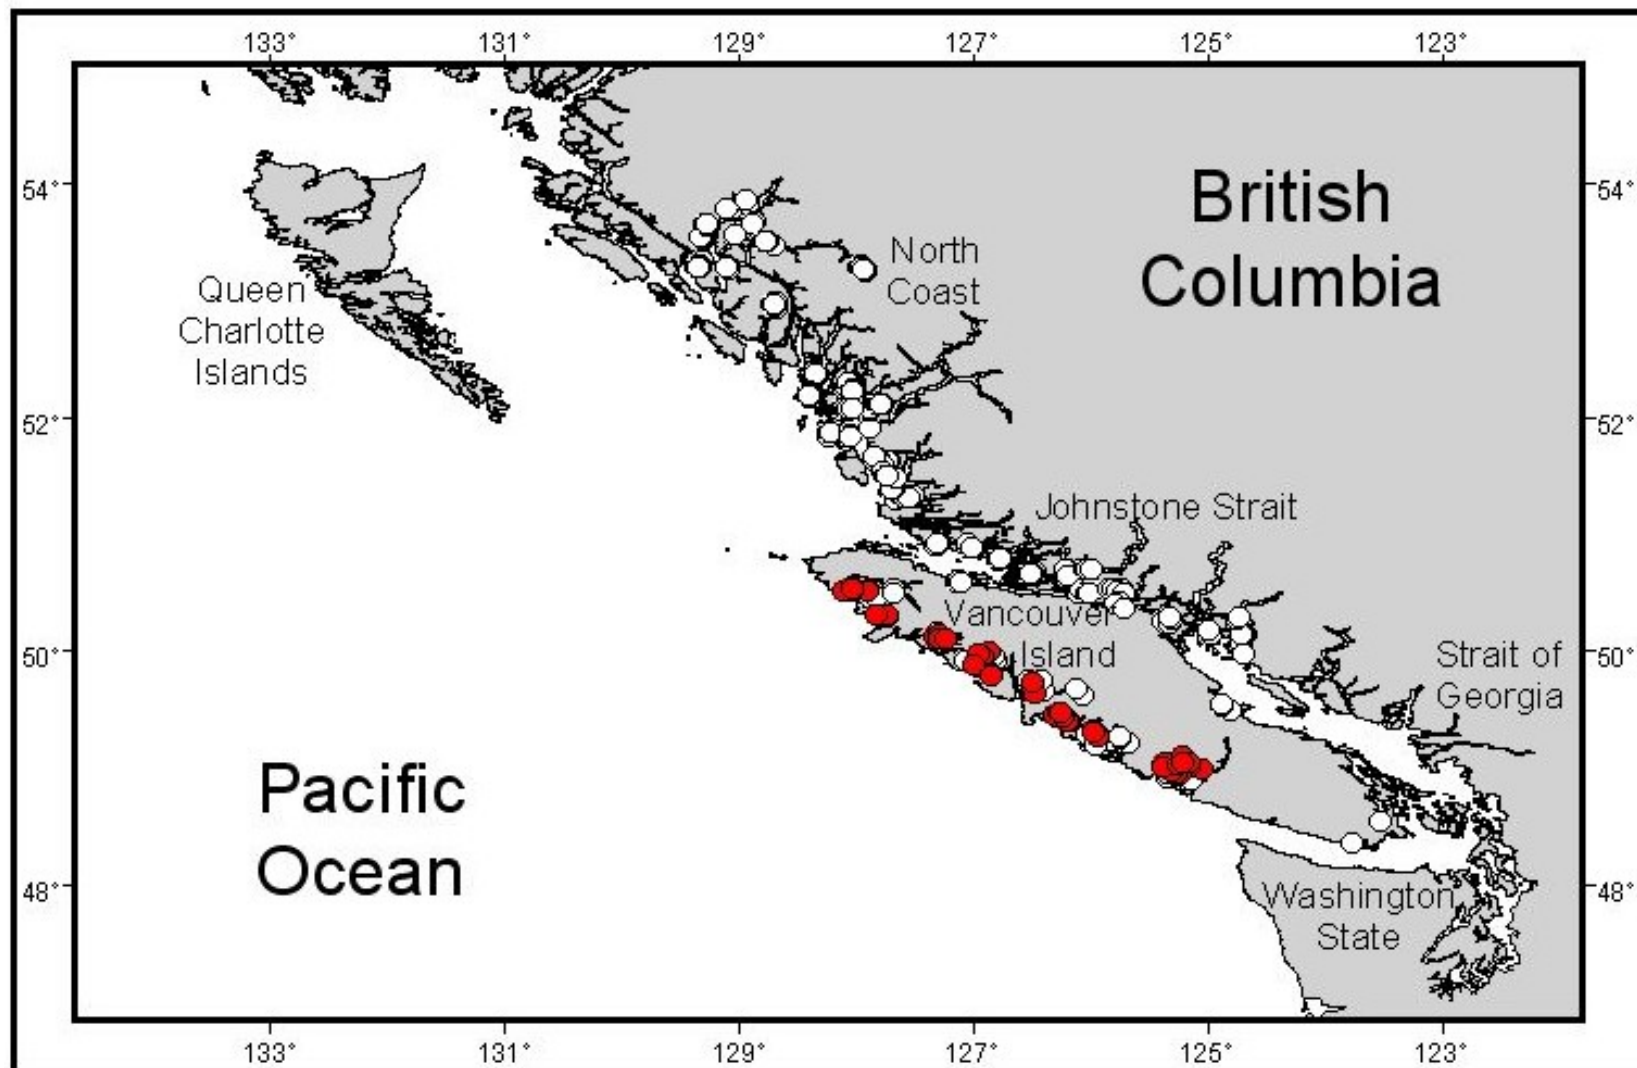 133° 131° 129° 127° 125° 123°
54° 54°
British
Columbia
North
Coast
Queen
Charlotte
Islands
52° 52°
Johnstone Strait
Vancouver
Island
50° 50°
Strait of
Georgia
Pacific
Ocean
48° 48°
Washington
State
133° 131° 129° 127° 125° 123°